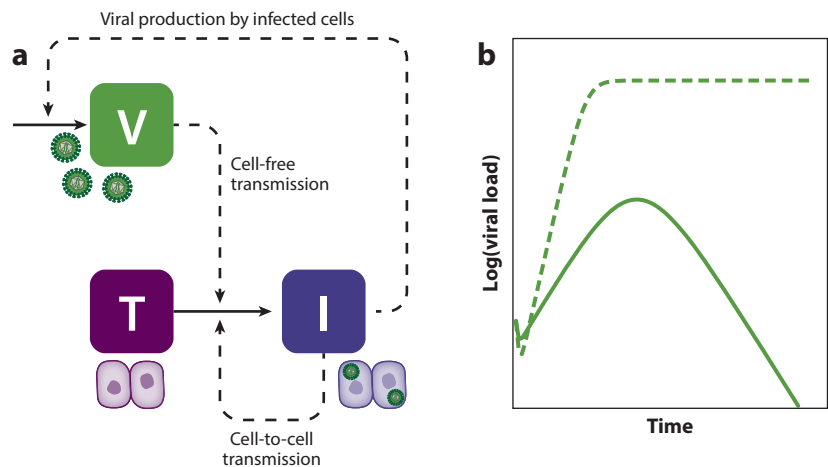 Viral production by infected cells
a
V
Cell-free
transmission
T
I
Cell-to-cell
transmission
b
Log(viral load)
Time